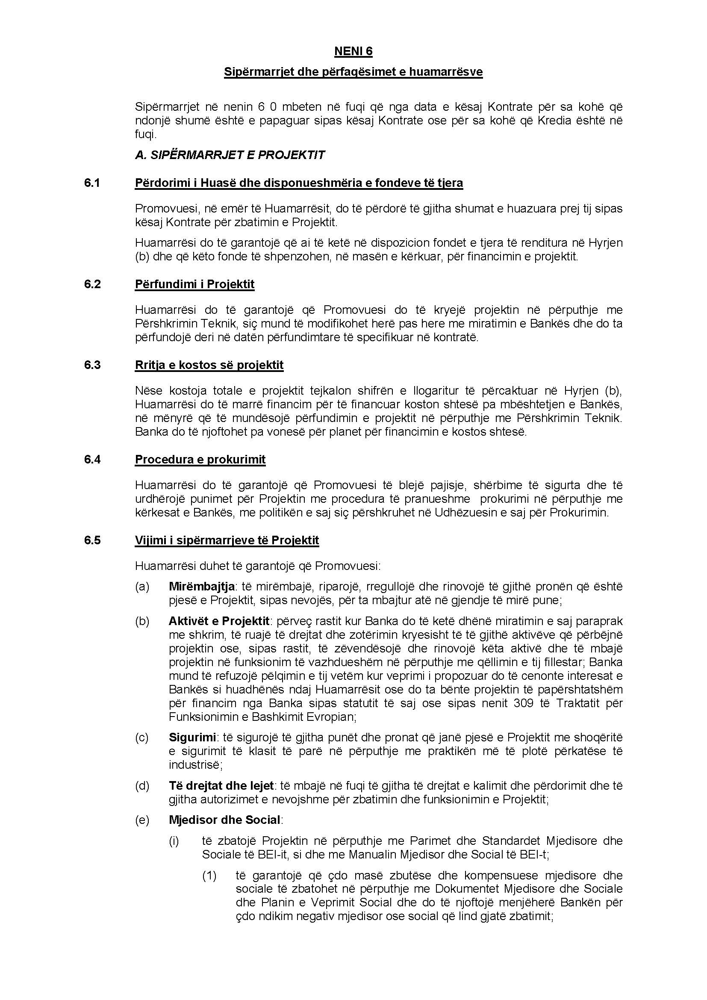 NENI 6
Sipërmarrjet dhe përfaqësimet e huamarrësve
Sipërmarrjet në nenin 6 0 mbeten në fuqi që nga data e kësaj Kontrate për sa kohë që
ndonjë shumë është e papaguar sipas kësaj Kontrate ose për sa kohë që Kredia është në
fuqi.
A. SIPËRMARRJET E PROJEKTIT
6.1 Përdorimi i Huasë dhe disponueshmëria e fondeve të tjera
Promovuesi, në emër të Huamarrësit, do të përdorë të gjitha shumat e huazuara prej tij sipas
kësaj Kontrate për zbatimin e Projektit.
Huamarrësi do të garantojë që ai të ketë në dispozicion fondet e tjera të renditura në Hyrjen
(b) dhe që këto fonde të shpenzohen, në masën e kërkuar, për financimin e projektit.
6.2 Përfundimi i Projektit
Huamarrësi do të garantojë që Promovuesi do të kryejë projektin në përputhje me
Përshkrimin Teknik, siç mund të modifikohet herë pas here me miratimin e Bankës dhe do ta
përfundojë deri në datën përfundimtare të specifikuar në kontratë.
6.3 Rritja e kostos së projektit
Nëse kostoja totale e projektit tejkalon shifrën e llogaritur të përcaktuar në Hyrjen (b),
Huamarrësi do të marrë financim për të financuar koston shtesë pa mbështetjen e Bankës,
në mënyrë që të mundësojë përfundimin e projektit në përputhje me Përshkrimin Teknik.
Banka do të njoftohet pa vonesë për planet për financimin e kostos shtesë.
6.4 Procedura e prokurimit
Huamarrësi do të garantojë që Promovuesi të blejë pajisje, shërbime të sigurta dhe të
urdhërojë punimet për Projektin me procedura të pranueshme prokurimi në përputhje me
kërkesat e Bankës, me politikën e saj siç përshkruhet në Udhëzuesin e saj për Prokurimin.
6.5 Vijimi i sipërmarrjeve të Projektit
Huamarrësi duhet të garantojë që Promovuesi:
(a) Mirëmbajtja: të mirëmbajë, riparojë, rregullojë dhe rinovojë të gjithë pronën që është
pjesë e Projektit, sipas nevojës, për ta mbajtur atë në gjendje të mirë pune;
(b) Aktivët e Projektit: përveç rastit kur Banka do të ketë dhënë miratimin e saj paraprak
me shkrim, të ruajë të drejtat dhe zotërimin kryesisht të të gjithë aktivëve që përbëjnë
projektin ose, sipas rastit, të zëvendësojë dhe rinovojë këta aktivë dhe të mbajë
projektin në funksionim të vazhdueshëm në përputhje me qëllimin e tij fillestar; Banka
mund të refuzojë pëlqimin e tij vetëm kur veprimi i propozuar do të cenonte interesat e
Bankës si huadhënës ndaj Huamarrësit ose do ta bënte projektin të papërshtatshëm
për financim nga Banka sipas statutit të saj ose sipas nenit 309 të Traktatit për
Funksionimin e Bashkimit Evropian;
(c) Sigurimi: të sigurojë të gjitha punët dhe pronat që janë pjesë e Projektit me shoqëritë
e sigurimit të klasit të parë në përputhje me praktikën më të plotë përkatëse të
industrisë;
(d) Të drejtat dhe lejet: të mbajë në fuqi të gjitha të drejtat e kalimit dhe përdorimit dhe të
gjitha autorizimet e nevojshme për zbatimin dhe funksionimin e Projektit;
(e) Mjedisor dhe Social:
(i) të zbatojë Projektin në përputhje me Parimet dhe Standardet Mjedisore dhe
Sociale të BEI-it, si dhe me Manualin Mjedisor dhe Social të BEI-t;
(1) të garantojë që çdo masë zbutëse dhe kompensuese mjedisore dhe
sociale të zbatohet në përputhje me Dokumentet Mjedisore dhe Sociale
dhe Planin e Veprimit Social dhe do të njoftojë menjëherë Bankën për
çdo ndikim negativ mjedisor ose social që lind gjatë zbatimit;